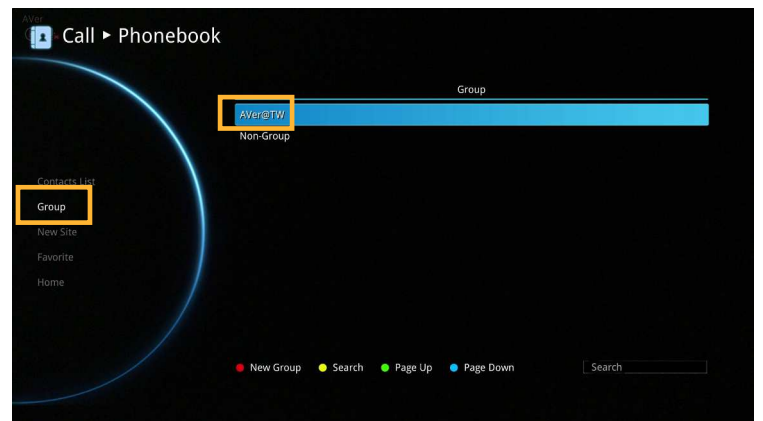 AVer
Call ▸ Phonebook
Group
AVer@TW
Non-Group
Contacts List
Group
New Site
Favorite
Home
New Group
Search
Page Up
Page Down
Search